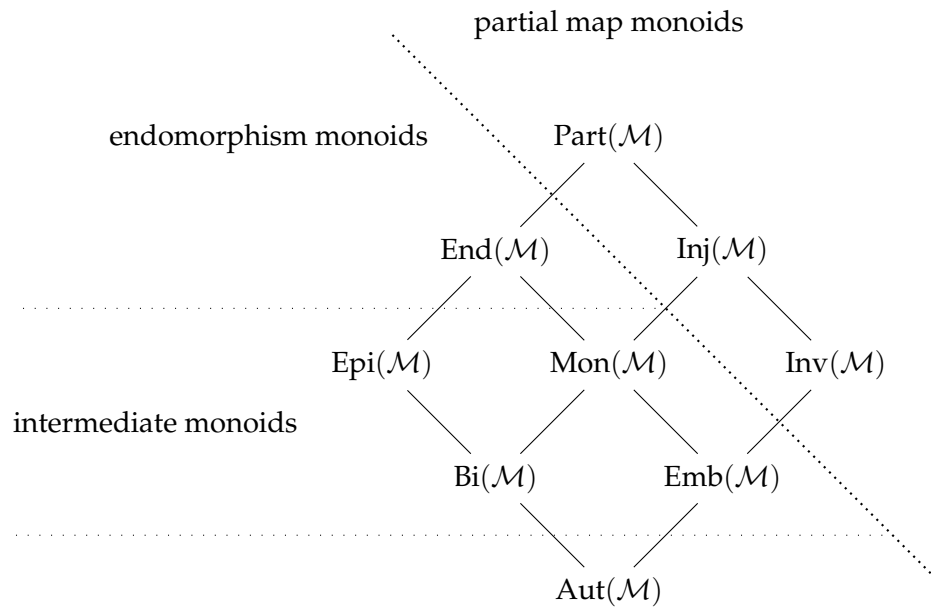 partial map monoids
endomorphism monoids
Part(ℳ)
End(ℳ)
Inj(ℳ)
Epi(ℳ)
Mon(ℳ)
Inv(ℳ)
intermediate monoids
Bi(ℳ)
Emb(ℳ)
Aut(ℳ)